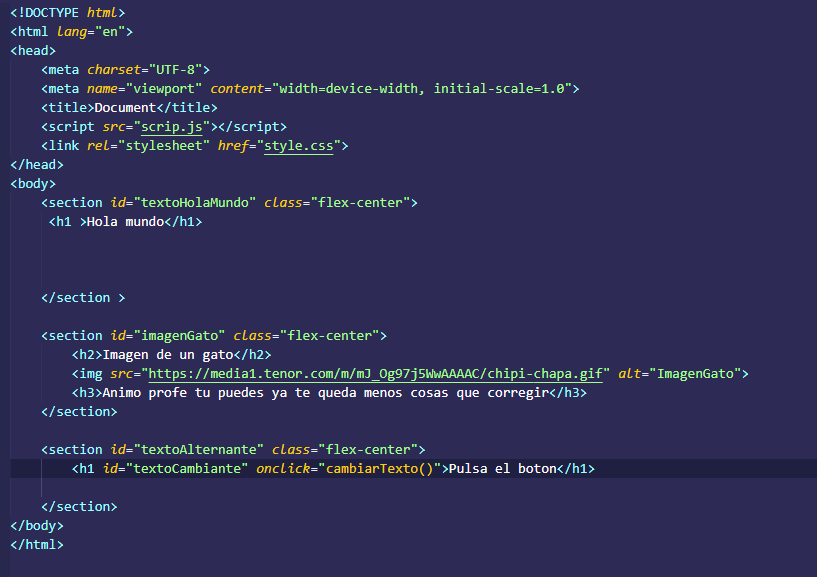 <!DOCTYPE html>
<html lang="en">
<head>
    <meta charset="UTF-8">
    <meta name="viewport" content="width=device-width, initial-scale=1.0">
    <title>Document</title>
    <script src="scrip.js"></script>
    <link rel="stylesheet" href="style.css">
</head>
<body>
    <section id="textoHolaMundo" class="flex-center">
     <h1 >Hola mundo</h1>
    </section >
    <section id="imagenGato" class="flex-center">
        <h2>Imagen de un gato</h2>
        <img src="https://media1.tenor.com/m/mJ_Og97j5WwAAAAC/chipi-chapa.gif" alt="ImagenGato">
        <h3>Animo profe tu puedes ya te queda menos cosas que corregir</h3>
    </section>
    <section id="textoAlternante" class="flex-center">
        <h1 id="textoCambiante" onclick="cambiarTexto()">Pulsa el boton</h1>
    </section>
</body>
</html>